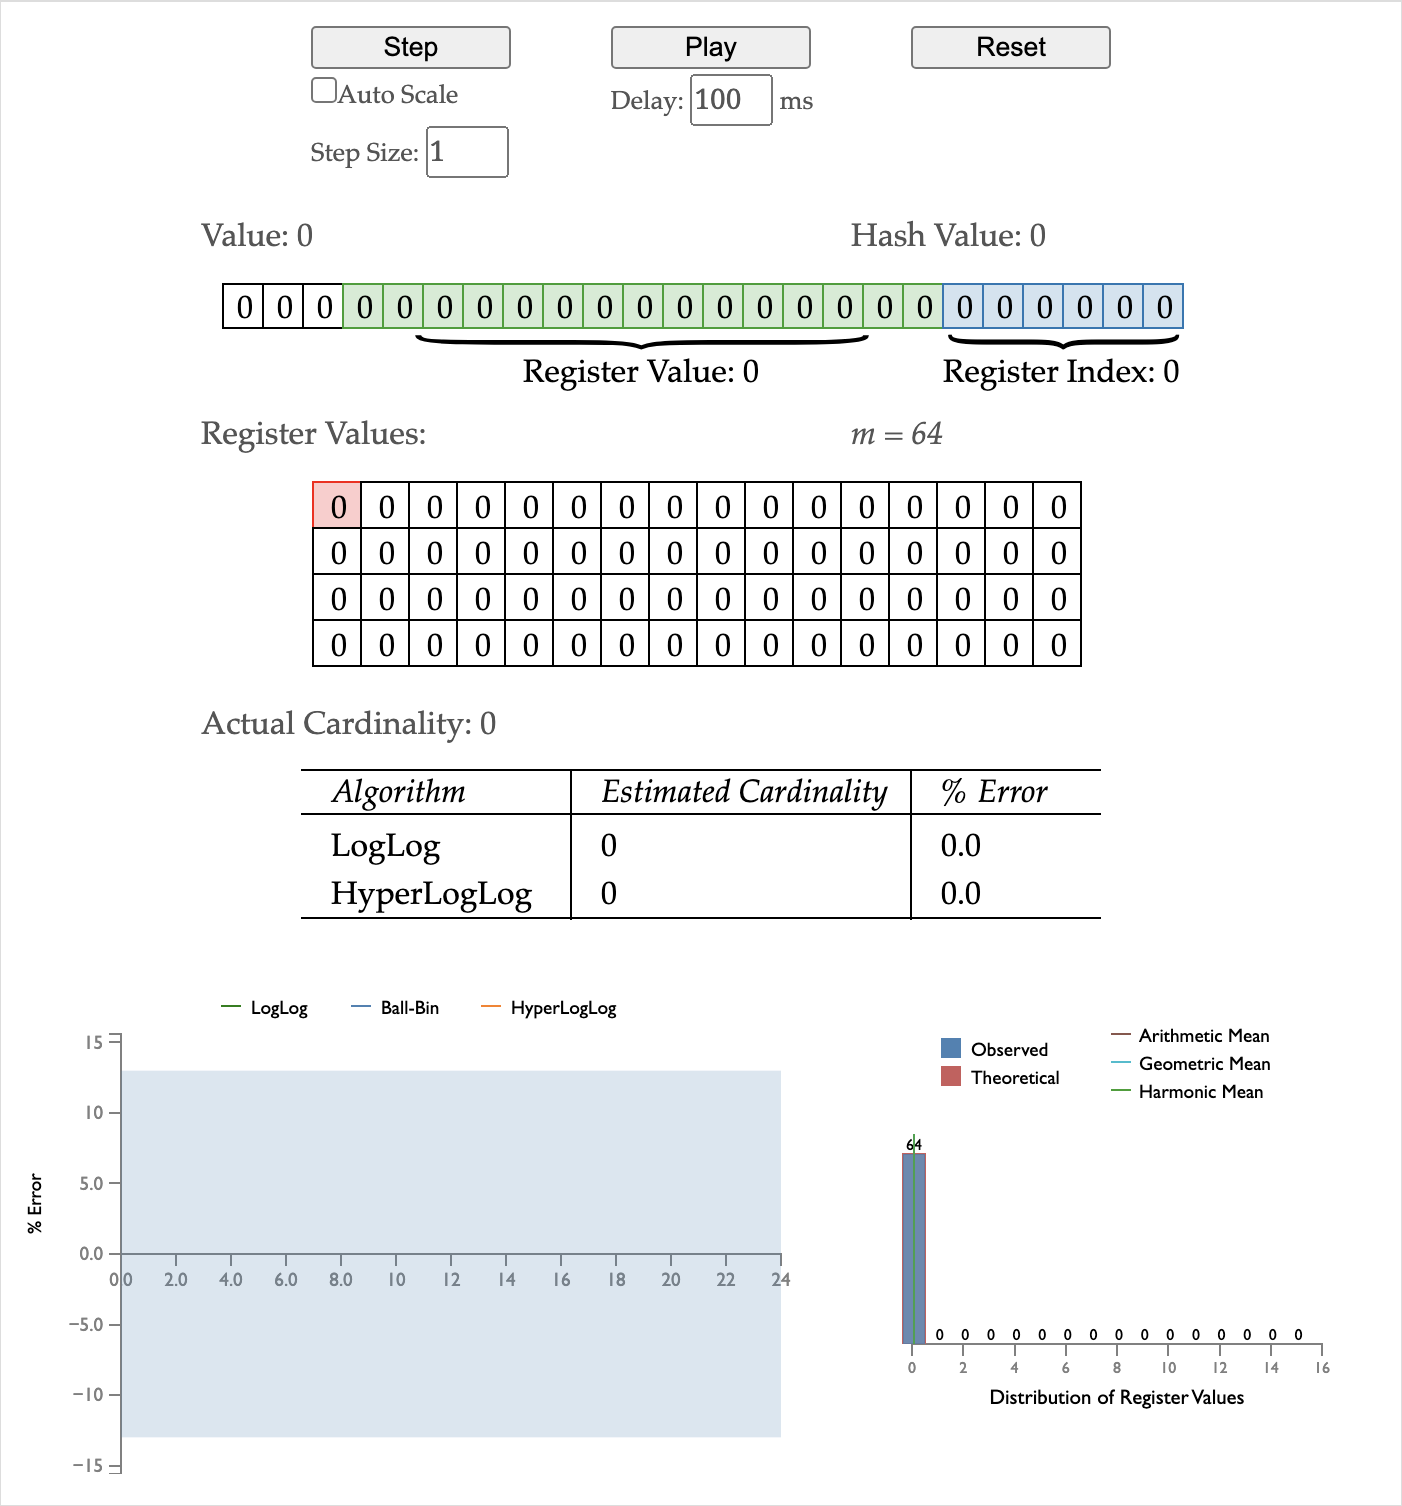 Step Play Reset
Auto Scale Delay: 100 ms
Step Size: 1
Value: 0 Hash Value: 0
0 0 0 0 0 0 0 0 0 0 0 0 0 0 0 0 0 0 0 0 0 0 0 0
Register Value: 0 Register Index: 0
Register Values: m = 64
0 0 0 0 0 0 0 0 0 0 0 0 0 0 0 0
0 0 0 0 0 0 0 0 0 0 0 0 0 0 0 0
0 0 0 0 0 0 0 0 0 0 0 0 0 0 0 0
0 0 0 0 0 0 0 0 0 0 0 0 0 0 0 0
Actual Cardinality: 0
Algorithm Estimated Cardinality % Error
LogLog 0 0.0
HyperLogLog 0 0.0
LogLog Ball-Bin HyperLogLog
% Error
15
10
5.0
0.0
−5.0
−10
−15
0.0 2.0 4.0 6.0 8.0 10 12 14 16 18 20 22 24
Observed
Theoretical
Arithmetic Mean
Geometric Mean
Harmonic Mean
64
0 0 0 0 0 0 0 0 0 0 0 0 0 0 0
0 2 4 6 8 10 12 14 16
Distribution of Register Values